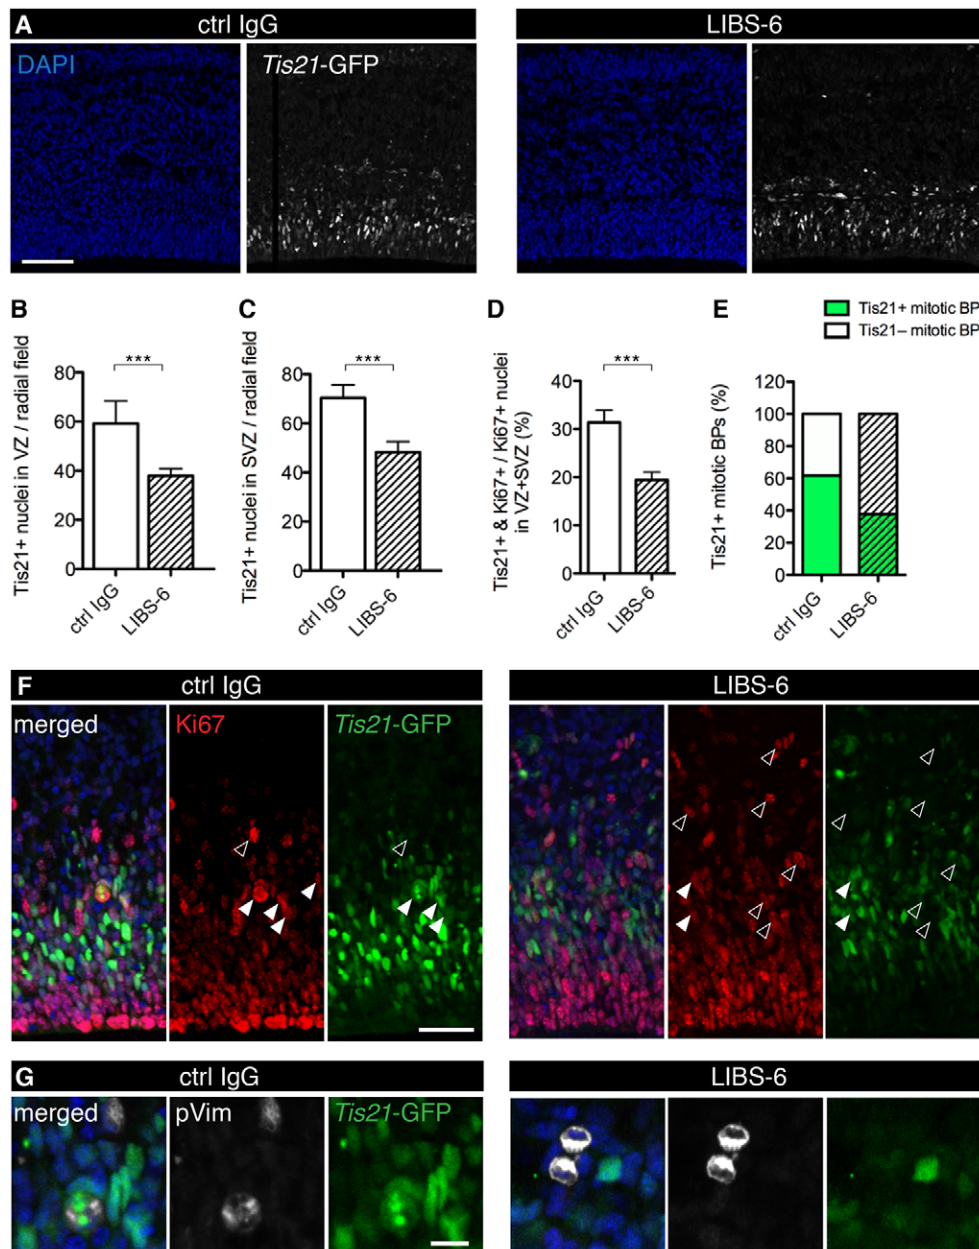 A
ctrl IgG
LIBS-6
DAPI
Tis21-GFP
B
C
D
E
Tis21+ mitotic BP
Tis21– mitotic BP
Tis21+ nuclei in VZ / radial field
80
60
40
20
0
***
ctrl IgG
LIBS-6
Tis21+ nuclei in SVZ / radial field
80
60
40
20
0
***
ctrl IgG
LIBS-6
Tis21+ & Ki67+ / Ki67+ nuclei
in VZ+SVZ (%)
40
30
20
10
0
***
ctrl IgG
LIBS-6
Tis21+ mitotic BPs (%)
120
100
80
60
40
20
0
ctrl IgG
LIBS-6
F
ctrl IgG
LIBS-6
merged
Ki67
Tis21-GFP
G
ctrl IgG
LIBS-6
merged
pVim
Tis21-GFP